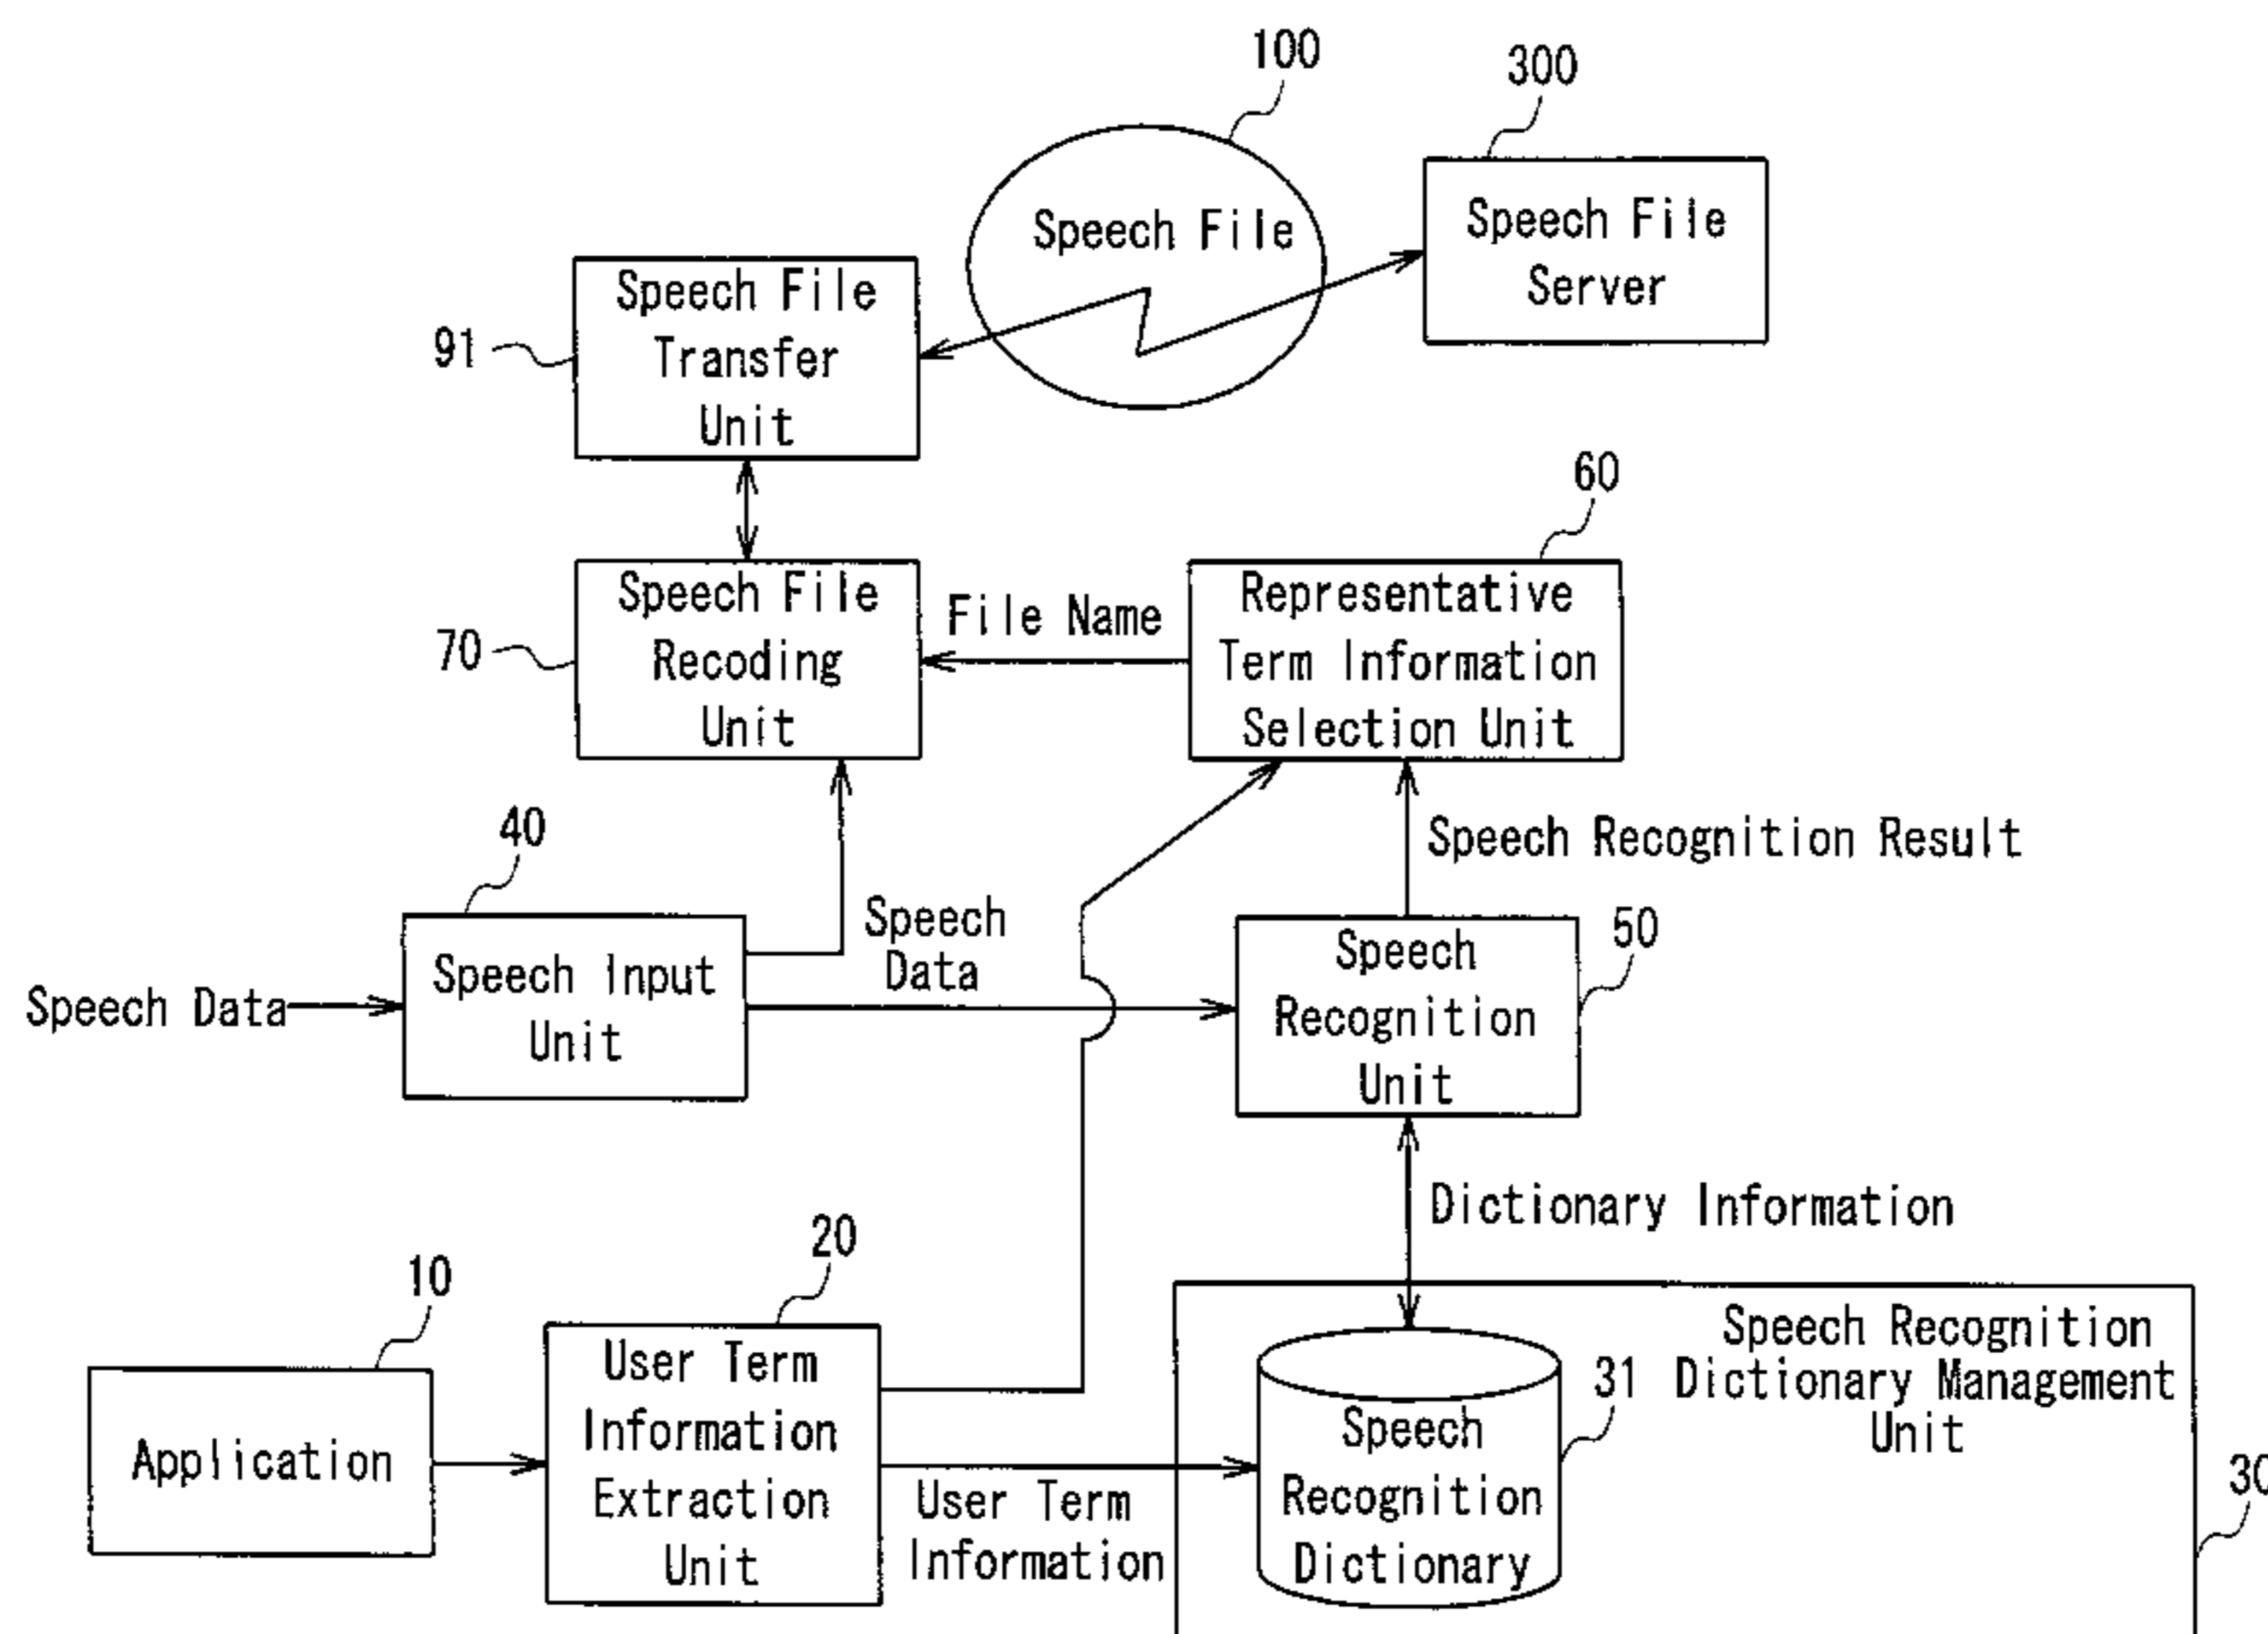 100
300
Speech File
Speech File
Server
Speech File
Transfer
Unit
91
60
Speech File
Recoding
Unit
70
File Name
Representative
Term Information
Selection Unit
40
Speech Recognition Result
Speech
Data
50
Speech Data
Speech Input
Unit
Speech
Recognition
Unit
Dictionary Information
20
10
User Term
Information
Extraction
Unit
Application
User Term
Information
Speech
Recognition
Dictionary
31
Speech Recognition
Dictionary Management
Unit
30